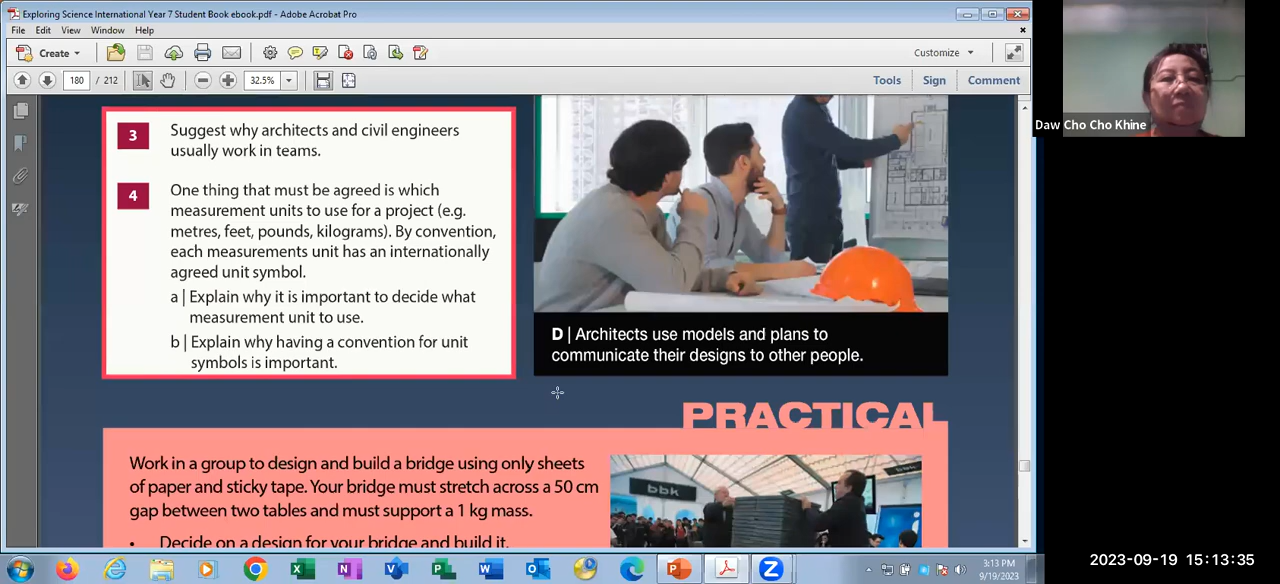 Exploring Science International Year 7 Student Book ebook.pdf - Adobe Acrobat Pro
File Edit View Window Help
Create
Customize
180 / 212
32.5%
Tools Sign Comment
3 Suggest why architects and civil engineers
usually work in teams.
4 One thing that must be agreed is which
measurement units to use for a project (e.g.
metres, feet, pounds, kilograms). By convention,
each measurements unit has an internationally
agreed unit symbol.
a | Explain why it is important to decide what
measurement unit to use.
b | Explain why having a convention for unit
symbols is important.
D | Architects use models and plans to
communicate their designs to other people.
PRACTICAL
Work in a group to design and build a bridge using only sheets
of paper and sticky tape. Your bridge must stretch across a 50 cm
gap between two tables and must support a 1 kg mass.
• Decide on a design for your bridge and build it.
bbk
bbk
Daw Cho Cho Khine
3:13 PM
9/19/2023
2023-09-19 15:13:35